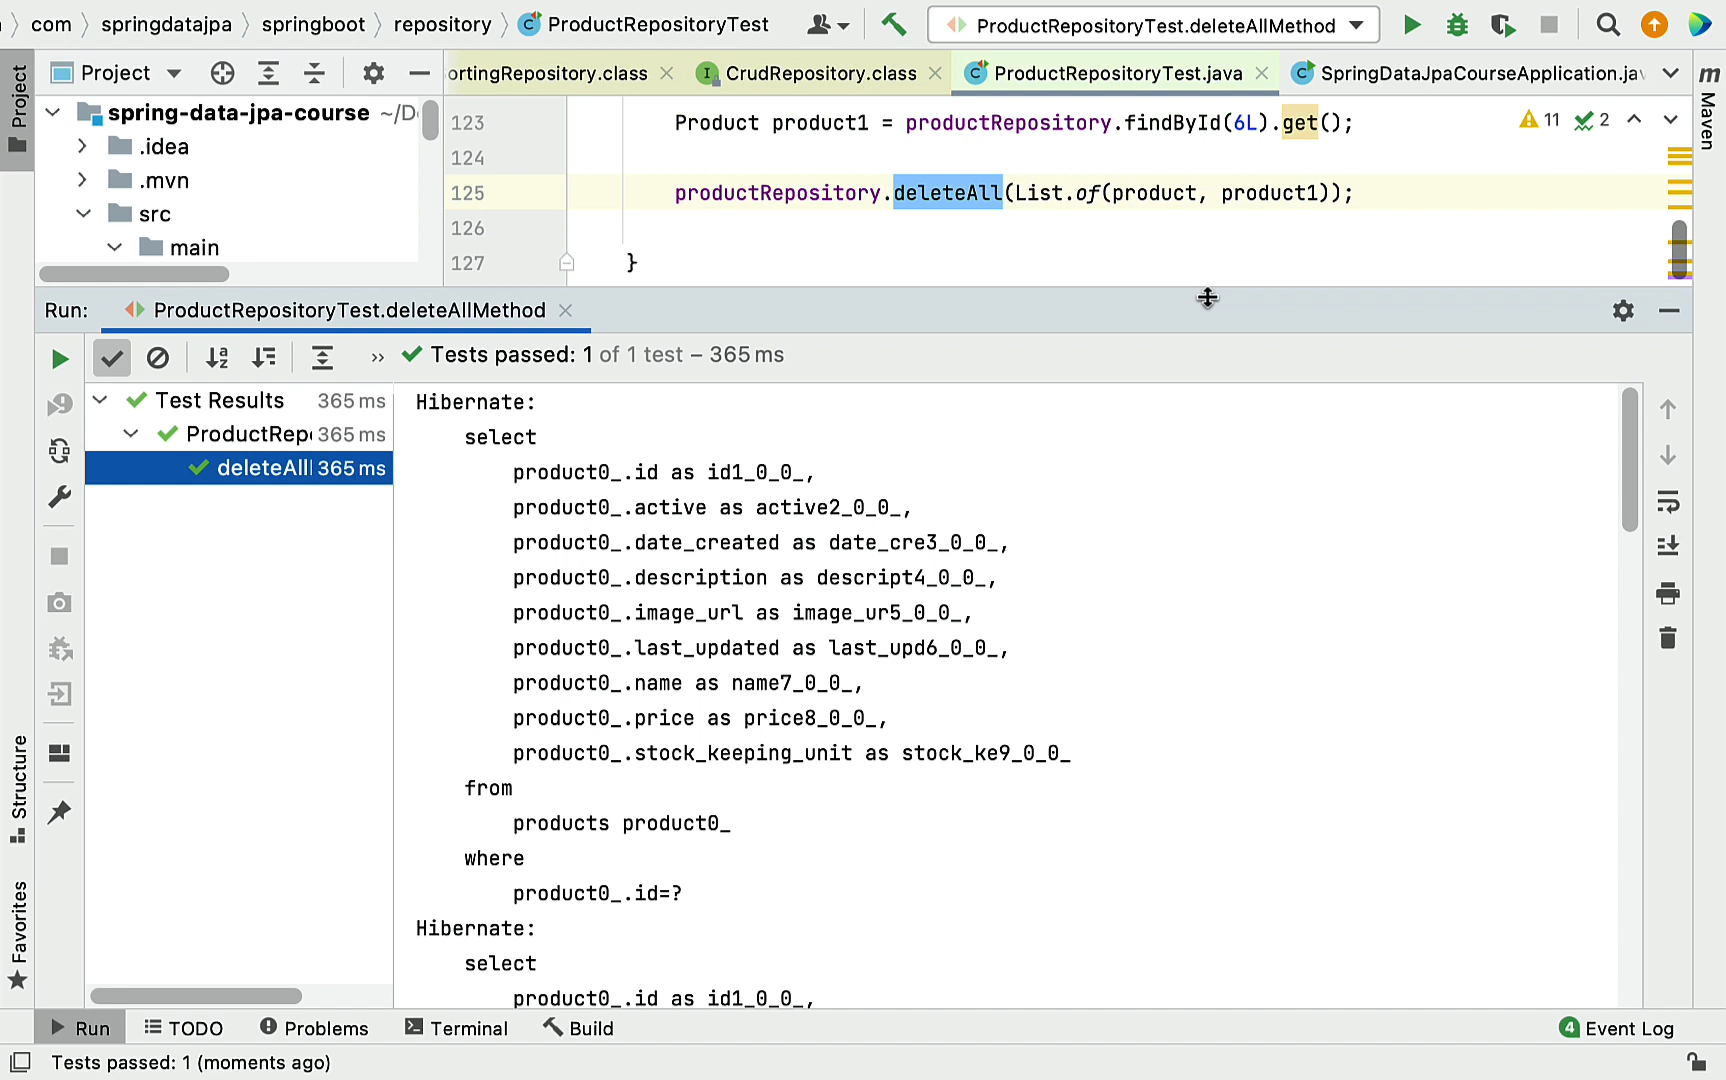 com springdatajpa springboot repository ProductRepositoryTest ProductRepositoryTest.deleteAllMethod
Project ortingRepository.class CrudRepository.class ProductRepositoryTest.java SpringDataJpaCourseApplication.ja
Project
Maven
spring-data-jpa-course ~/D
.idea
.mvn
src
main
123 Product product1 = productRepository.findById(6L).get(); 11 2
124
125 productRepository.deleteAll(List.of(product, product1));
126
127 }
Run: ProductRepositoryTest.deleteAllMethod
Tests passed: 1 of 1 test – 365 ms
Test Results 365 ms
ProductRep 365 ms
deleteAll 365 ms
Hibernate:
select
product0_.id as id1_0_0_,
product0_.active as active2_0_0_,
product0_.date_created as date_cre3_0_0_,
product0_.description as descript4_0_0_,
product0_.image_url as image_ur5_0_0_,
product0_.last_updated as last_upd6_0_0_,
product0_.name as name7_0_0_,
product0_.price as price8_0_0_,
product0_.stock_keeping_unit as stock_ke9_0_0_
from
products product0_
where
product0_.id=?
Hibernate:
select
product0_.id as id1_0_0_,
Structure
Favorites
Run TODO Problems Terminal Build 4 Event Log
Tests passed: 1 (moments ago)